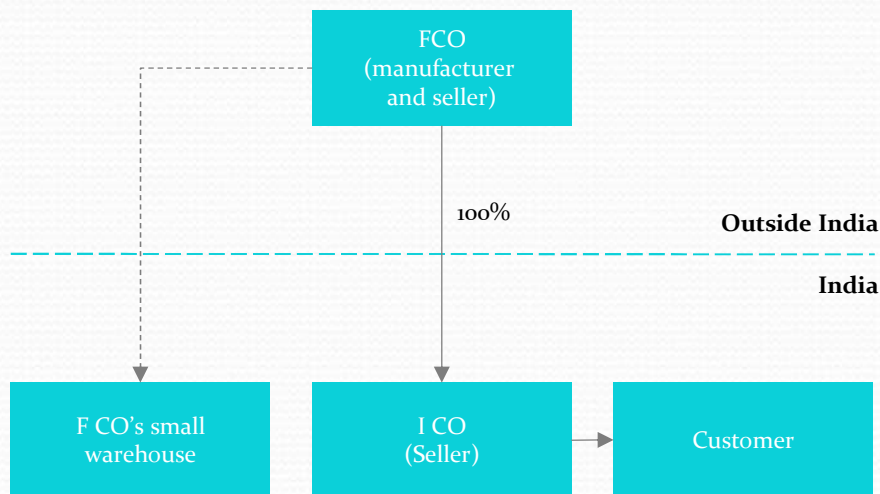 FCO
(manufacturer
and seller)
100%
Outside India
India
F CO’s small
warehouse
I CO
(Seller)
Customer